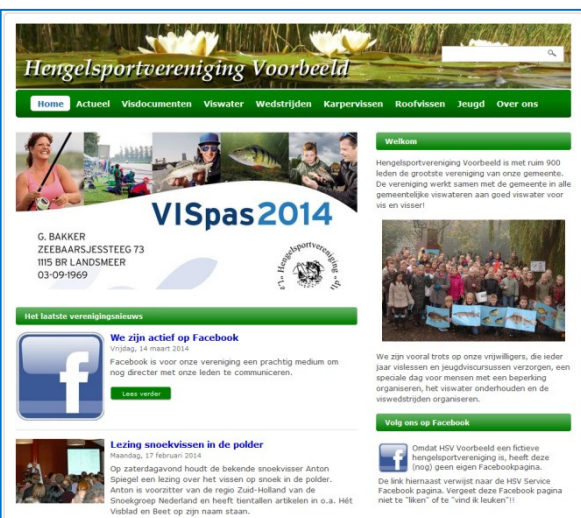 Hengelsportvereniging Voorbeeld
Home Actueel Visdocumenten Viswater Wedstrijden Karpervissen Roofvissen Jeugd Over ons
VISpas2014
G. BAKKER
ZEEBAARSJESSTEEG 73
1115 BR LANDSMEER
03-09-1969
Hengelsportvereniging
Het laatste verenigingsnieuws
We zijn actief op Facebook
Vrijdag, 14 maart 2014
Facebook is voor onze vereniging een prachtig medium om
nog directer met onze leden te communiceren.
Lees verder
Lezing snoekvissen in de polder
Maandag, 17 februari 2014
Op zaterdagavond houdt de bekende snoekvisser Anton
Spiegel een lezing over het vissen op snoek in de polder.
Anton is voorzitter van de regio Zuid-Holland van de
Snoekgroep Nederland en heeft tientallen artikelen in o.a. Hét
Visblad en Beet op zijn naam staan.
Welkom
Hengelsportvereniging Voorbeeld is met ruim 900
leden de grootste vereniging van onze gemeente.
De vereniging werkt samen met de gemeente in alle
gemeentelijke viswateren aan goed viswater voor
vis en visser!
We zijn vooral trots op onze vrijwilligers, die ieder
jaar vislessen en jeugdviscursussen verzorgen, een
speciale dag voor mensen met een beperking
organiseren, het viswater onderhouden en de
viswedstrijden organiseren.
Volg ons op Facebook
Omdat HSV Voorbeeld een fictieve
hengelsportvereniging is, heeft deze
(nog) geen eigen Facebookpagina.
De link hiernaast verwijst naar de HSV Service
Facebook pagina. Vergeet deze Facebook pagina
niet te "liken" of te "vind ik leuken"!!